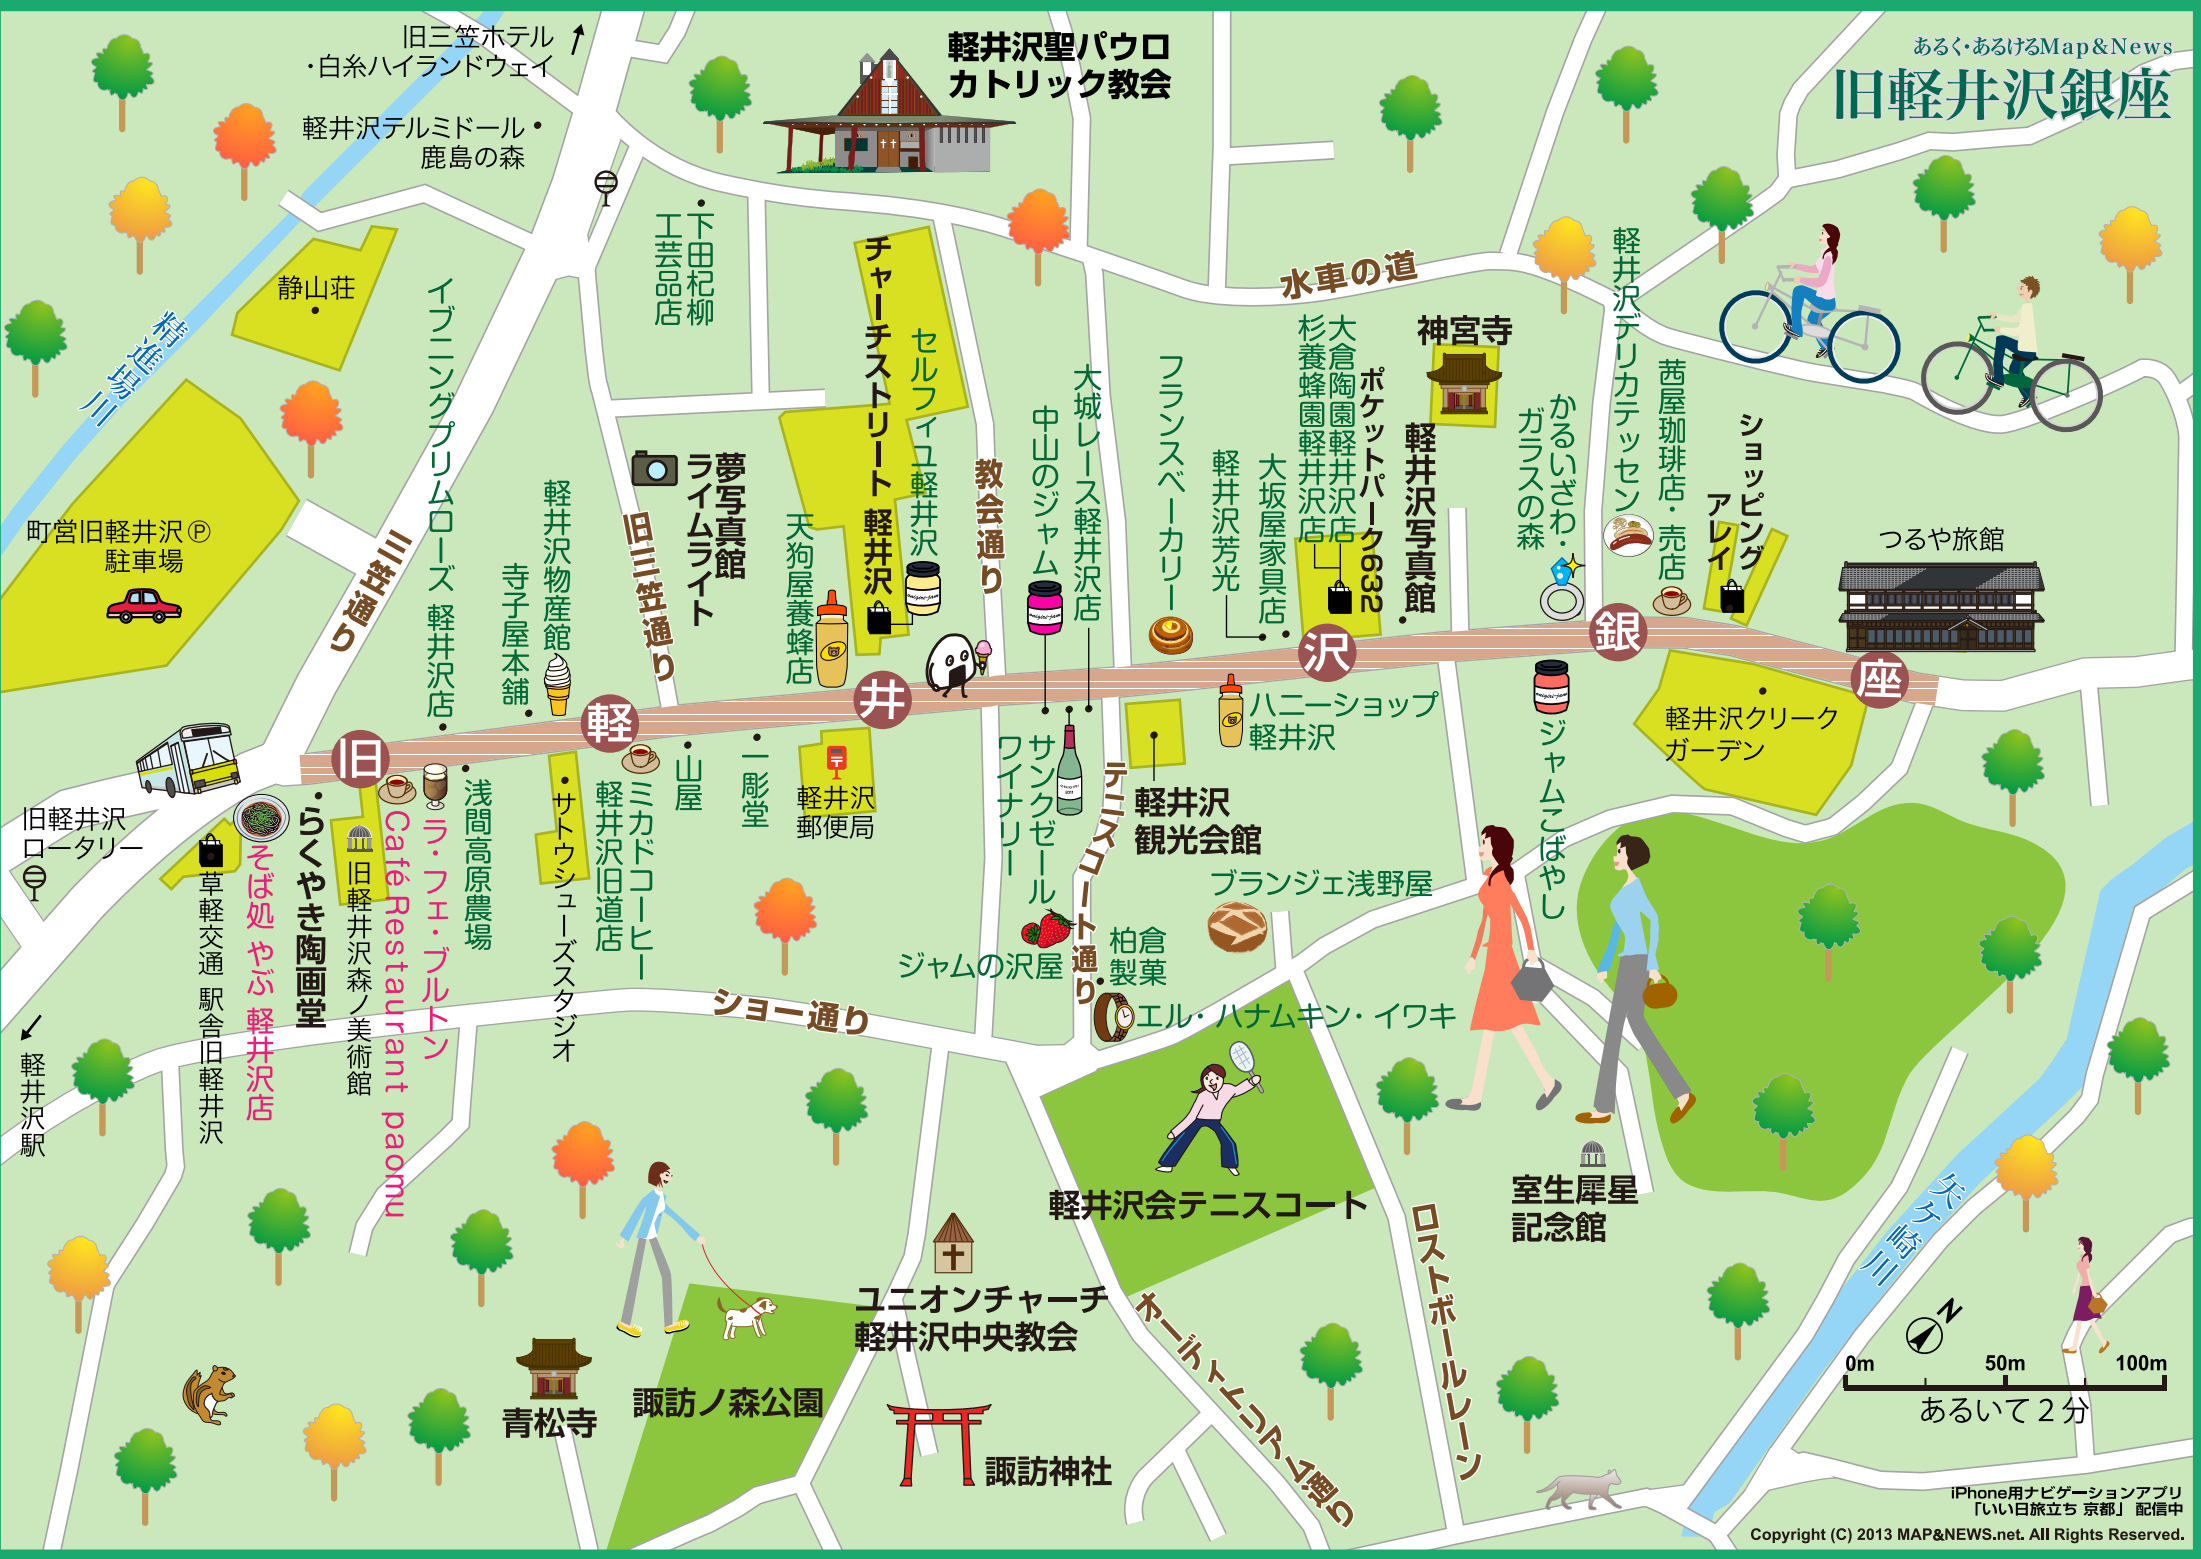 あるく・あるけるMap&News
旧軽井沢銀座
旧三笠ホテル
・白糸ハイランドウェイ
軽井沢テルミドール・
鹿島の森
軽井沢聖パウロ
カトリック教会
下田杞柳
工芸品店
水車の道
静山荘
精進場川
町営旧軽井沢Ⓟ
駐車場
三笠通り
イブニングプリムローズ 軽井沢店
寺子屋本舗
軽井沢物産館
旧三笠通り
夢写真館
ライムライト
天狗屋養蜂店
チャーチストリート 軽井沢
セルフィユ軽井沢
教会通り
中山のジャム
大城レース軽井沢店
フランスベーカリー
軽井沢芳光
大坂屋家具店
大倉陶園軽井沢店
杉養蜂園軽井沢店
ポケットパーク632
神宮寺
軽井沢写真館
かるいざわ・
ガラスの森
軽井沢デリカテッセン
茜屋珈琲店・売店
ショッピング
アレイ
つるや旅館
旧
軽
井
沢
銀
座
旧軽井沢
ロータリー
軽井沢駅
草軽交通 駅舎旧軽井沢
そば処 やぶ 軽井沢店
らくやき陶画堂
旧軽井沢森ノ美術館
Café Restaurant paomu
ラ・フェ・ブルトン
浅間高原農場
サトウシューズスタジオ
ミカドコーヒー
軽井沢旧道店
山屋
一彫堂
軽井沢
郵便局
サンクゼール
ワイナリー
ジャムの沢屋
テニスコート通り
柏倉
製菓
エル・ハナムキン・イワキ
軽井沢
観光会館
ハニーショップ
軽井沢
ブランジェ浅野屋
ジャムこばやし
軽井沢クリーク
ガーデン
ショー通り
軽井沢会テニスコート
室生犀星
記念館
ロストボールレーン
オーディトリアム通り
ユニオンチャーチ
軽井沢中央教会
諏訪ノ森公園
青松寺
諏訪神社
矢ケ崎川
N
0m 50m 100m
あるいて2分
iPhone用ナビゲーションアプリ
「いい日旅立ち 京都」 配信中
Copyright (C) 2013 MAP&NEWS.net. All Rights Reserved.